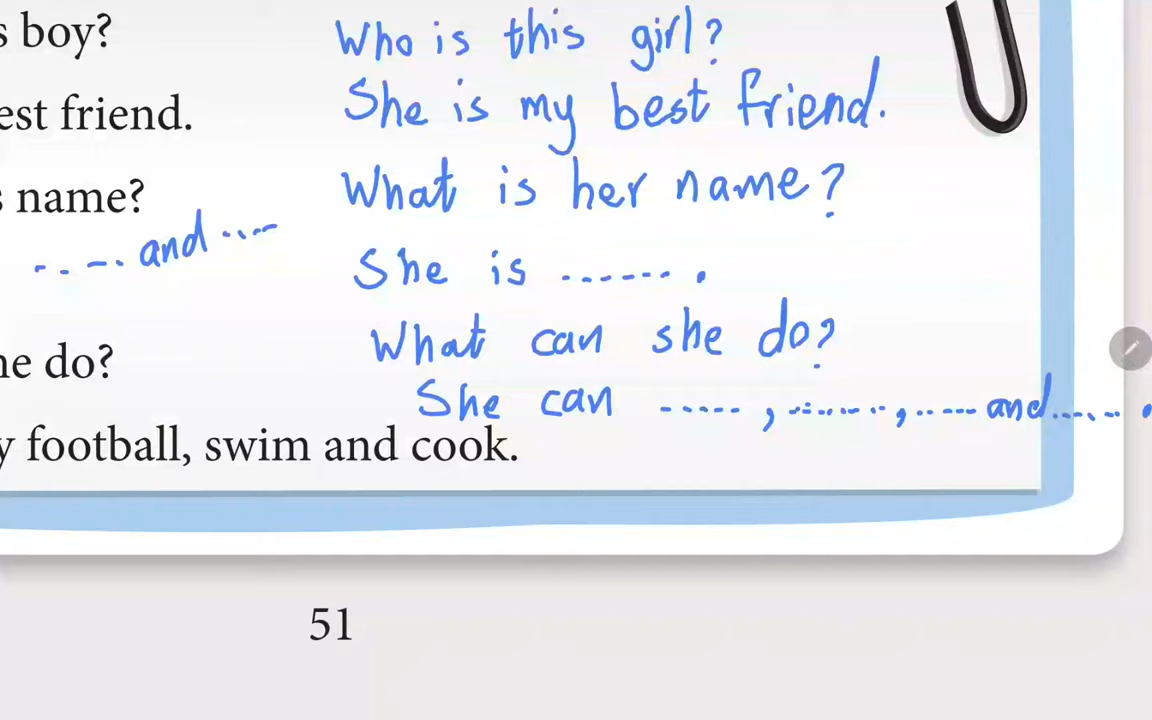 s boy?
Who is this girl?
est friend.
She is my best friend.
s name?
What is her name?
..... and .....
She is ....... .
ne do?
What can she do?
She can ....., ........, ..... and ...... .
y football, swim and cook.
51